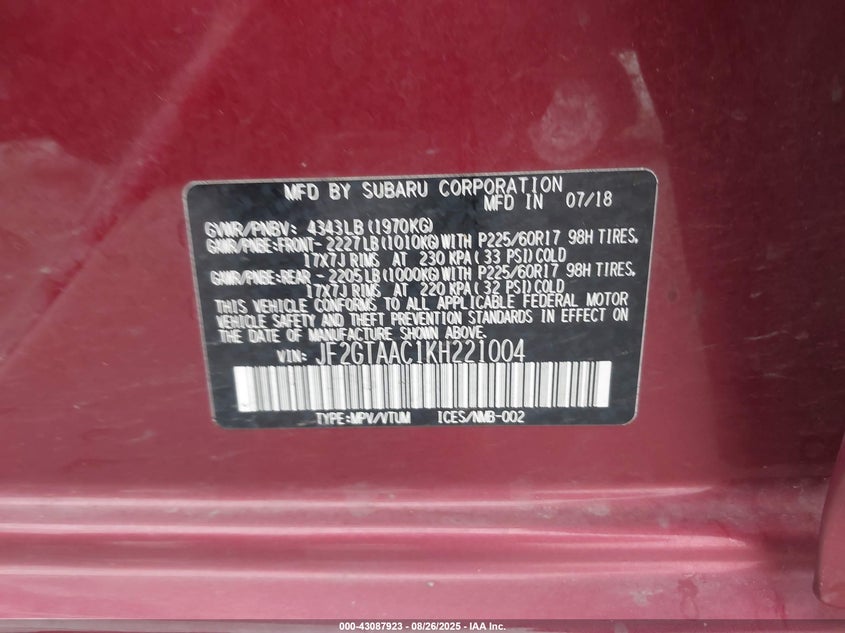 MFD BY SUBARU CORPORATION
MFD IN 07/18
GVWR/PNBV: 4343LB(1970KG)
GAWR/PNBE:FRONT- 2227LB(1010KG)WITH P225/60R17 98H TIRES,
17X7J RIMS AT 230 KPA( 33 PSI)COLD
GAWR/PNBE:REAR - 2205LB(1000KG)WITH P225/60R17 98H TIRES,
17X7J RIMS AT 220 KPA( 32 PSI)COLD
THIS VEHICLE CONFORMS TO ALL APPLICABLE FEDERAL MOTOR
VEHICLE SAFETY AND THEFT PREVENTION STANDARDS IN EFFECT ON
THE DATE OF MANUFACTURE SHOWN ABOVE.
VIN: JF2GTAAC1KH221004
TYPE:MPV/VTUM ICES/NMB-002
000-43087923 - 08/26/2025 - IAA Inc.